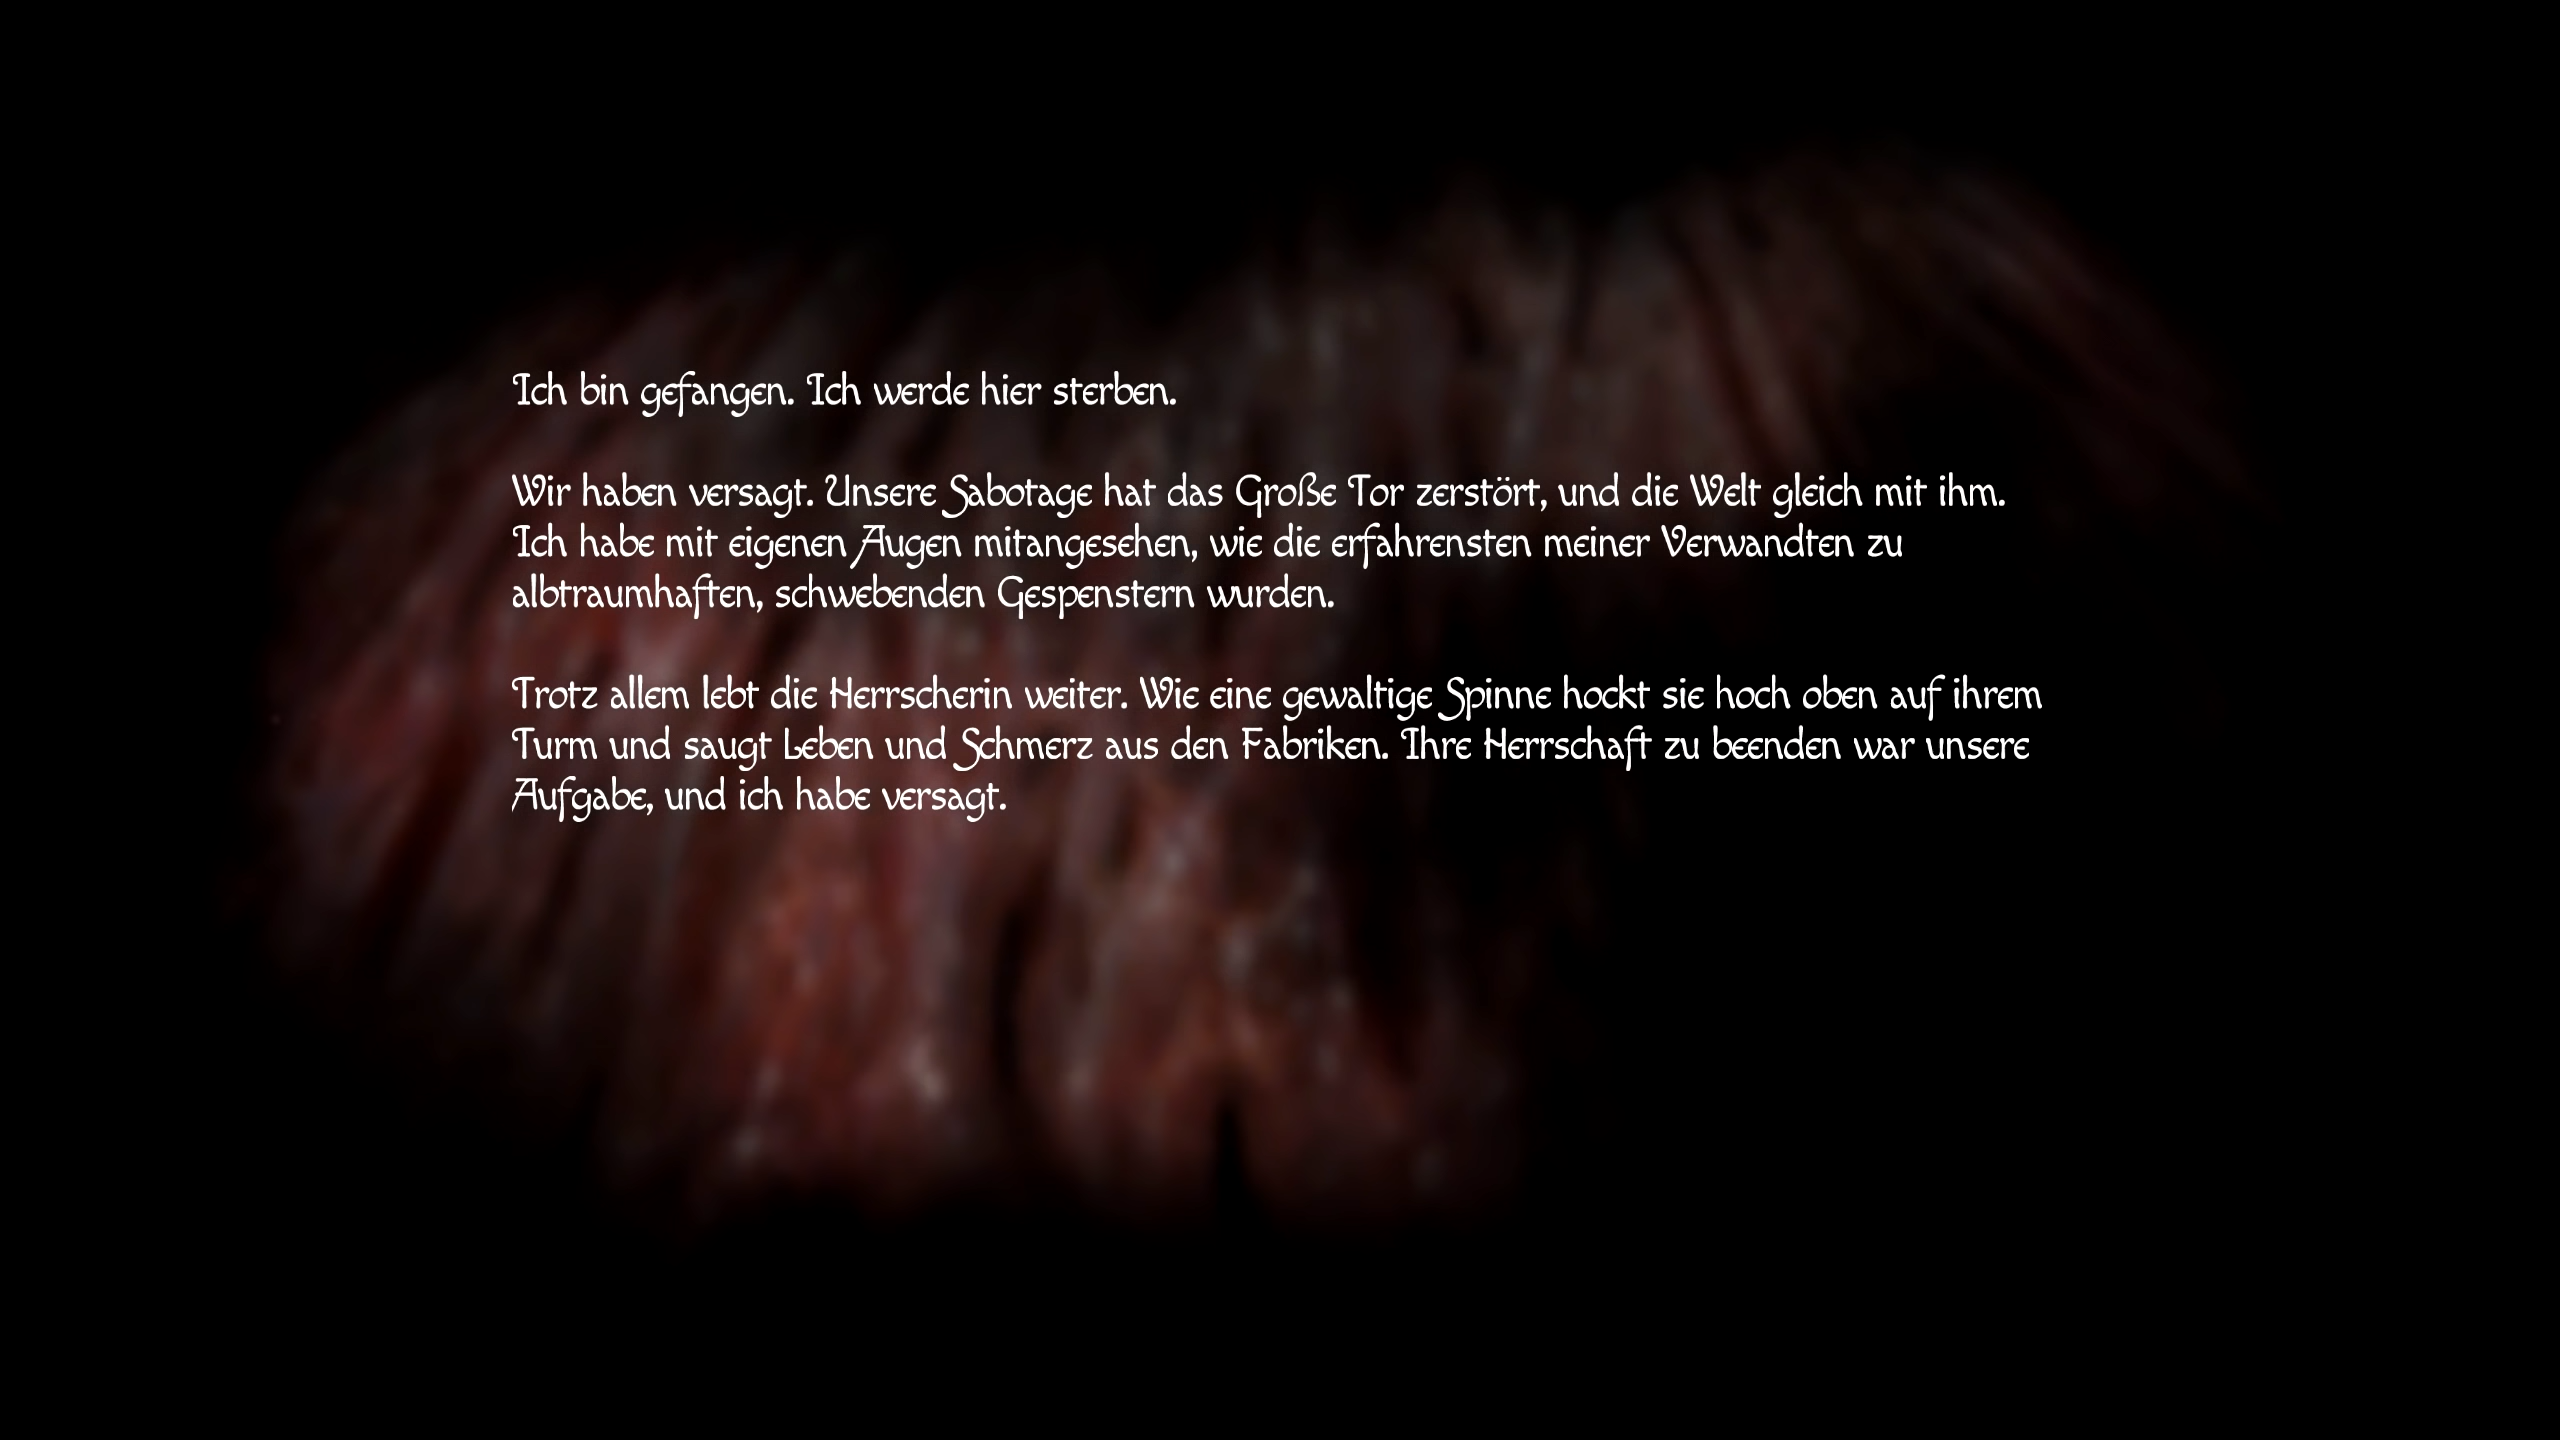 Ich bin gefangen. Ich werde hier sterben.
Wir haben versagt. Unsere Sabotage hat das Große Tor zerstört, und die Welt gleich mit ihm.
Ich habe mit eigenen Augen mitangesehen, wie die erfahrensten meiner Verwandten zu
albtraumhaften, schwebenden Gespenstern wurden.
Trotz allem lebt die Herrscherin weiter. Wie eine gewaltige Spinne hockt sie hoch oben auf ihrem
Turm und saugt Leben und Schmerz aus den Fabriken. Ihre Herrschaft zu beenden war unsere
Aufgabe, und ich habe versagt.